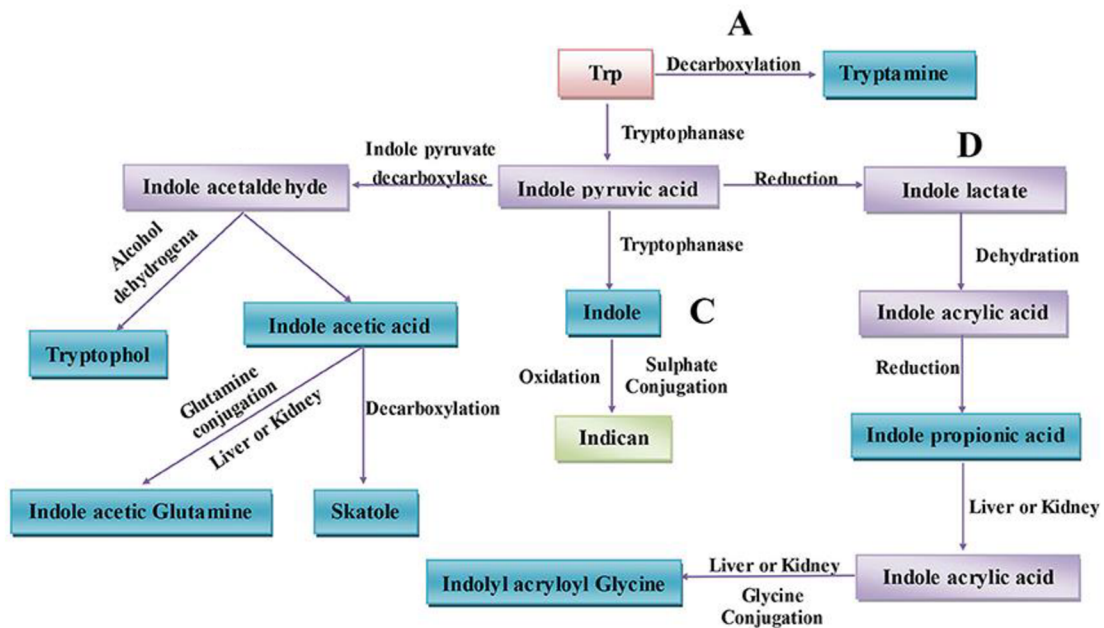 A
Trp
Decarboxylation
Tryptamine
Tryptophanase
D
Indole pyruvate
decarboxylase
Indole acetaldehyde
Indole pyruvic acid
Reduction
Indole lactate
Alcohol
dehydrogena
Tryptophanase
Dehydration
Indole acetic acid
Indole
C
Indole acrylic acid
Tryptophol
Oxidation
Sulphate
Conjugation
Reduction
Glutamine
conjugation
Liver or Kidney
Decarboxylation
Indican
Indole propionic acid
Indole acetic Glutamine
Skatole
Liver or Kidney
Indolyl acryloyl Glycine
Liver or Kidney
Glycine
Conjugation
Indole acrylic acid